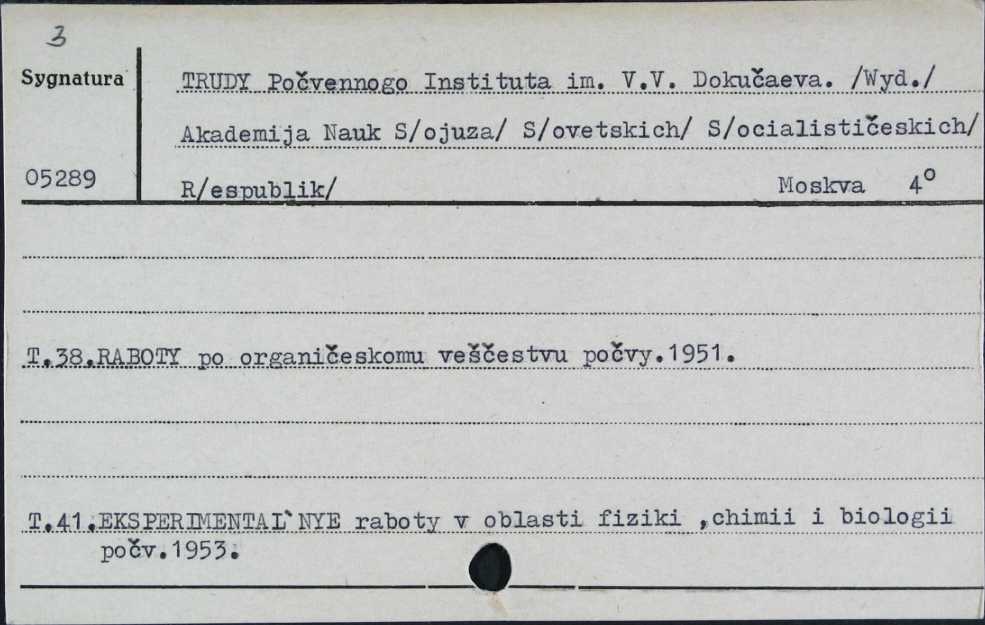 3
Sygnatura
TRUDY Počvennogo Instituta im. V.V. Dokučaeva. /Wyd./
Akademija Nauk S/ojuza/ S/ovetskich/ S/ocialističeskich/
05289
R/espublik/ Moskva 4°
T.38.RABOTY po organičeskomu veščestvu počvy.1951.
T.41.EKSPERIMENTAL`NYE raboty v oblasti fiziki ,chimii i biologii
počv.1953.